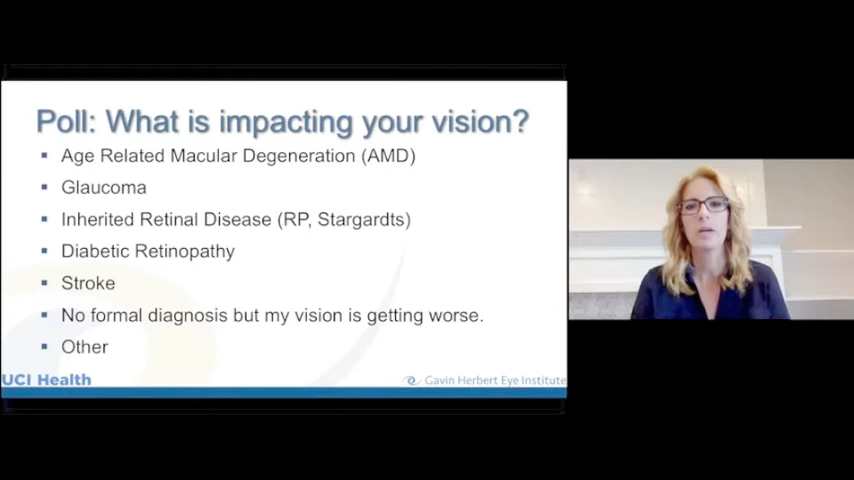 Poll: What is impacting your vision?
Age Related Macular Degeneration (AMD)
Glaucoma
Inherited Retinal Disease (RP, Stargardts)
Diabetic Retinopathy
Stroke
No formal diagnosis but my vision is getting worse.
Other
UCI Health
Gavin Herbert Eye Institute